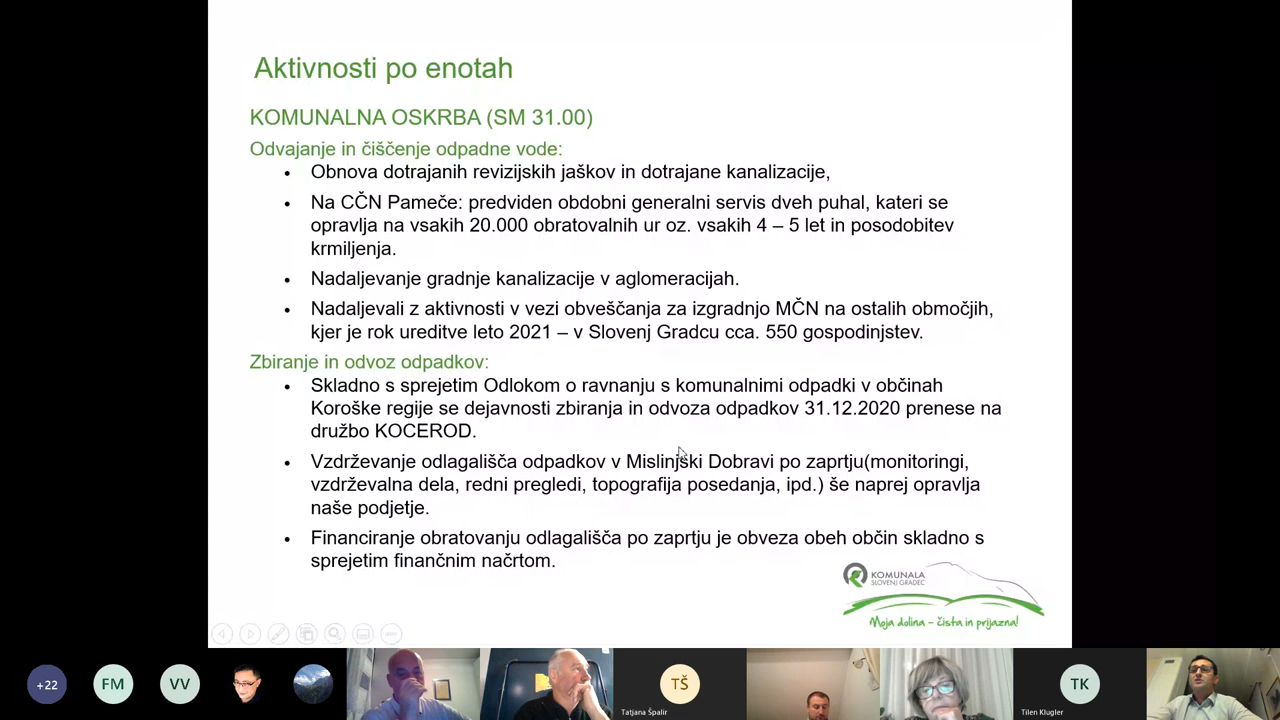 Aktivnosti po enotah
KOMUNALNA OSKRBA (SM 31.00)
Odvajanje in čiščenje odpadne vode:
• Obnova dotrajanih revizijskih jaškov in dotrajane kanalizacije,
• Na CČN Pameče: predviden obdobni generalni servis dveh puhal, kateri se
opravlja na vsakih 20.000 obratovalnih ur oz. vsakih 4 – 5 let in posodobitev
krmiljenja.
• Nadaljevanje gradnje kanalizacije v aglomeracijah.
• Nadaljevali z aktivnosti v vezi obveščanja za izgradnjo MČN na ostalih območjih,
kjer je rok ureditve leto 2021 – v Slovenj Gradcu cca. 550 gospodinjstev.
Zbiranje in odvoz odpadkov:
• Skladno s sprejetim Odlokom o ravnanju s komunalnimi odpadki v občinah
Koroške regije se dejavnosti zbiranja in odvoza odpadkov 31.12.2020 prenese na
družbo KOCEROD.
• Vzdrževanje odlagališča odpadkov v Mislinjski Dobravi po zaprtju(monitoringi,
vzdrževalna dela, redni pregledi, topografija posedanja, ipd.) še naprej opravlja
naše podjetje.
• Financiranje obratovanju odlagališča po zaprtju je obveza obeh občin skladno s
sprejetim finančnim načrtom.
KOMUNALA
SLOVENJ GRADEC
Moja dolina – čista in prijazna!
+22
FM
VV
TŠ
Tatjana Špalir
TK
Tilen Klugler